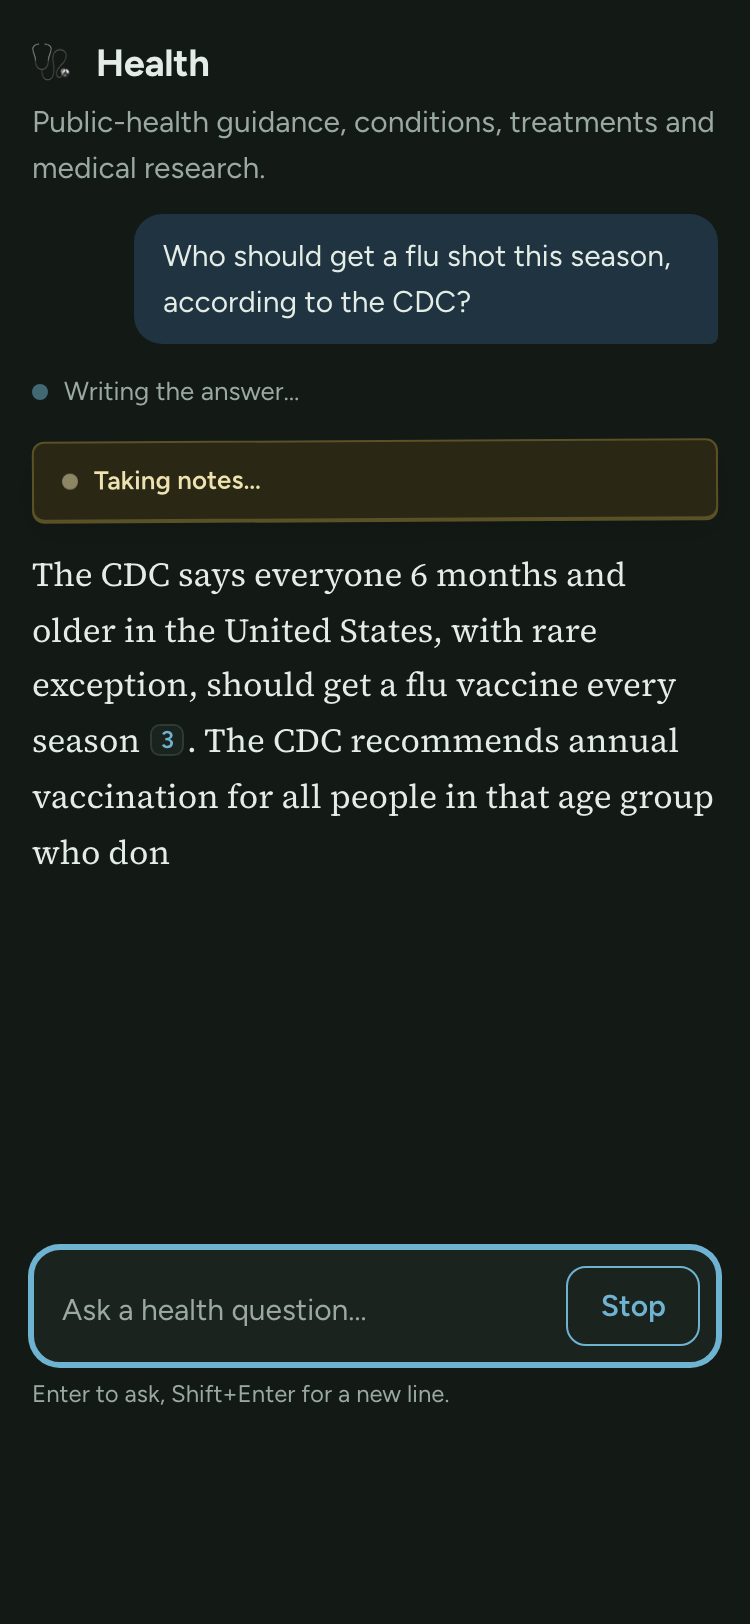 Health
Public-health guidance, conditions, treatments and
medical research.
Who should get a flu shot this season,
according to the CDC?
Writing the answer...
Taking notes...
The CDC says everyone 6 months and
older in the United States, with rare
exception, should get a flu vaccine every
season 3. The CDC recommends annual
vaccination for all people in that age group
who don
Ask a health question...
Stop
Enter to ask, Shift+Enter for a new line.